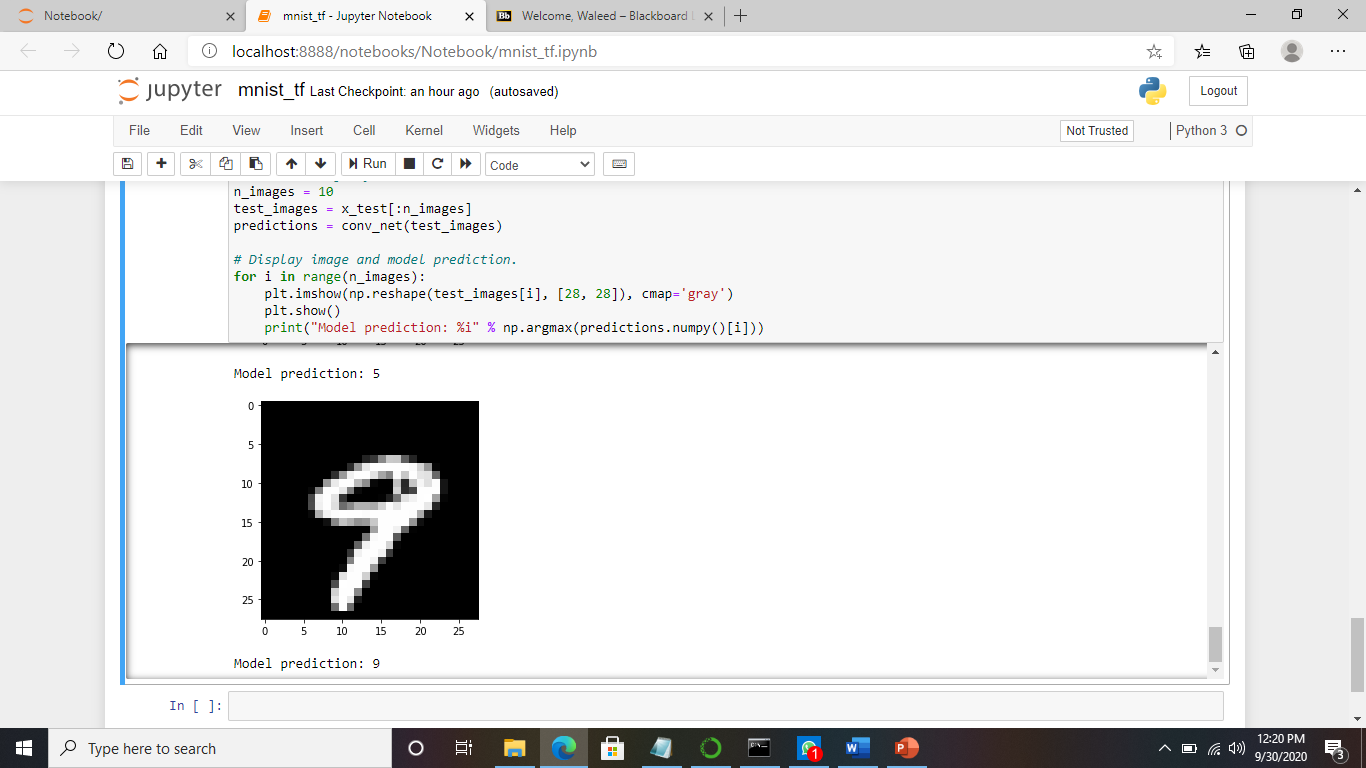 Notebook/
mnist_tf - Jupyter Notebook
Bb Welcome, Waleed – Blackboard
localhost:8888/notebooks/Notebook/mnist_tf.ipynb
jupyter mnist_tf Last Checkpoint: an hour ago (autosaved)
Logout
File Edit View Insert Cell Kernel Widgets Help
Not Trusted
Python 3
Run
Code
n_images = 10
test_images = x_test[:n_images]
predictions = conv_net(test_images)
# Display image and model prediction.
for i in range(n_images):
    plt.imshow(np.reshape(test_images[i], [28, 28]), cmap='gray')
    plt.show()
    print("Model prediction: %i" % np.argmax(predictions.numpy()[i]))
Model prediction: 5
0
5
10
15
20
25
0 5 10 15 20 25
9
Model prediction: 9
In [ ]:
Type here to search
1
12:20 PM
9/30/2020
3